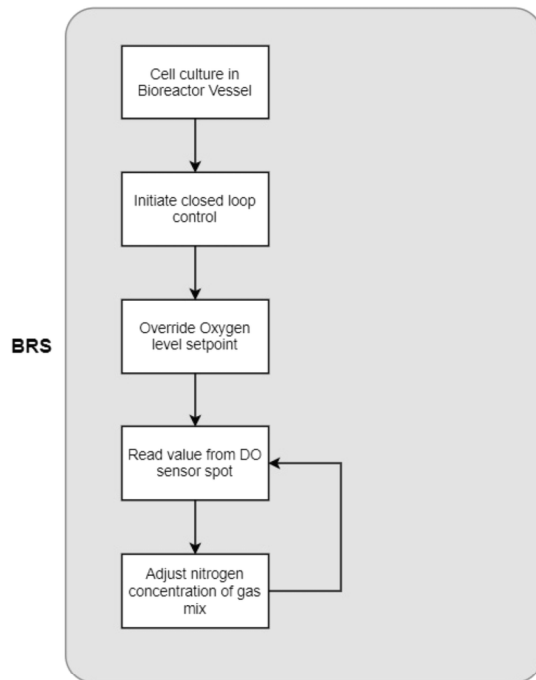 Cell culture in
Bioreactor Vessel
Initiate closed loop
control
Override Oxygen
level setpoint
BRS
Read value from DO
sensor spot
Adjust nitrogen
concentration of gas
mix